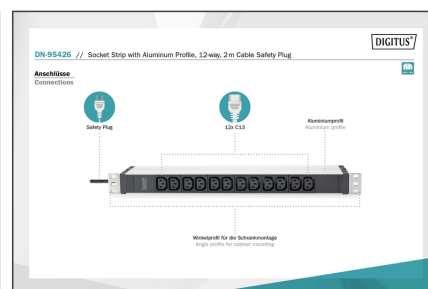 DIGITUS®
DN-95426 // Socket Strip with Aluminum Profile, 12-way, 2 m Cable Safety Plug
Anschlüsse
Connections
Safety Plug
12x C13
Aluminiumprofil
Aluminum profile
Winkelprofil für die Schrankmontage
Angle profile for cabinet mounting